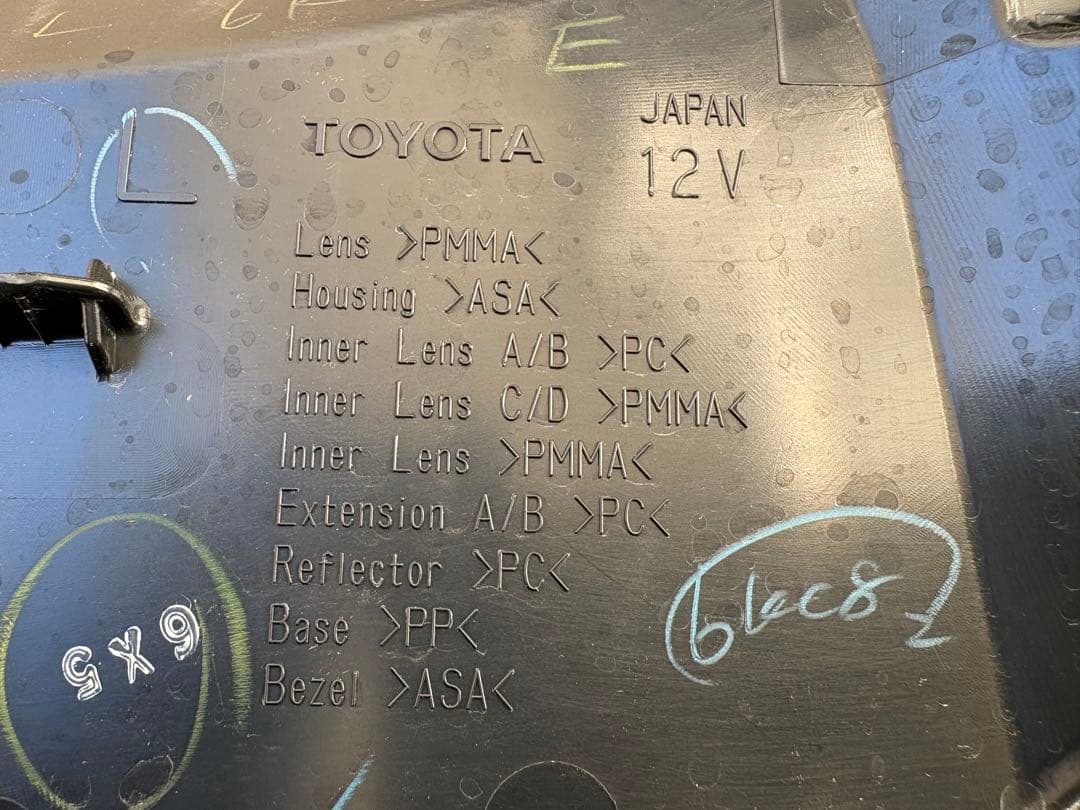 E
L
TOYOTA
JAPAN
12V
Lens >PMMA<
Housing >ASA<
Inner Lens A/B >PC<
Inner Lens C/D >PMMA<
Inner Lens >PMMA<
Extension A/B >PC<
Reflector >PC<
Base >PP<
Bezel >ASA<